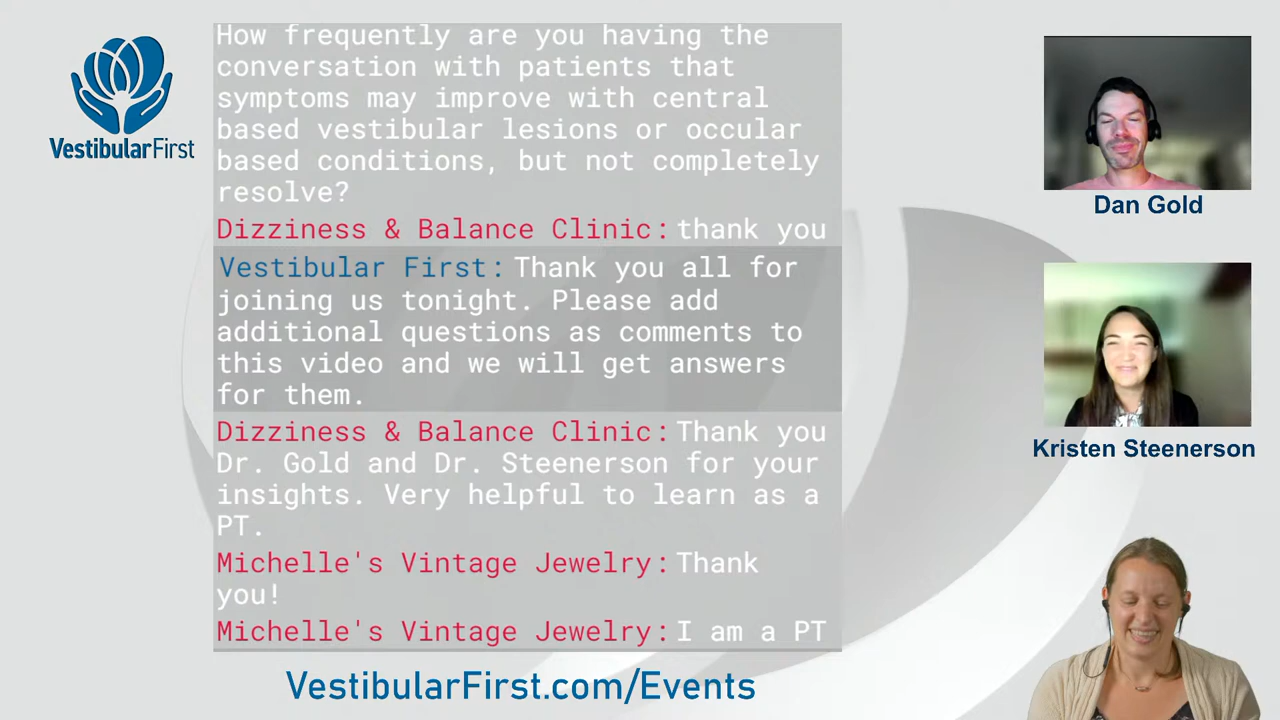 How frequently are you having the
conversation with patients that
symptoms may improve with central
based vestibular lesions or occular
based conditions, but not completely
resolve?
Dizziness & Balance Clinic: thank you
Vestibular First: Thank you all for
joining us tonight. Please add
additional questions as comments to
this video and we will get answers
for them.
Dizziness & Balance Clinic: Thank you
Dr. Gold and Dr. Steenerson for your
insights. Very helpful to learn as a
PT.
Michelle's Vintage Jewelry: Thank
you!
Michelle's Vintage Jewelry: I am a PT
VestibularFirst
Dan Gold
Kristen Steenerson
VestibularFirst.com/Events